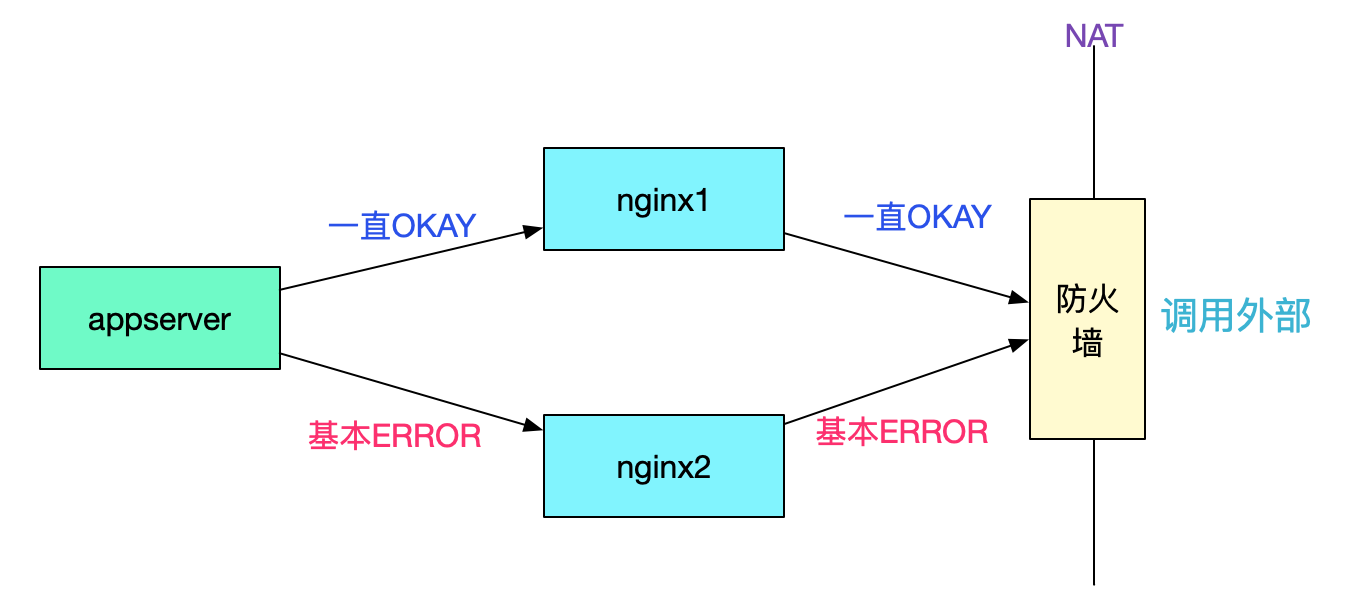 NAT
nginx1
一直OKAY
一直OKAY
appserver
防火
墙
调用外部
基本ERROR
基本ERROR
nginx2